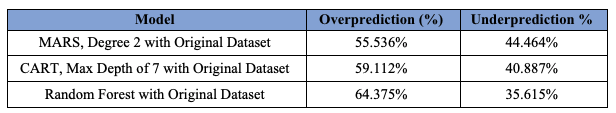 Model Overprediction (%) Underprediction %
MARS, Degree 2 with Original Dataset 55.536% 44.464%
CART, Max Depth of 7 with Original Dataset 59.112% 40.887%
Random Forest with Original Dataset 64.375% 35.615%